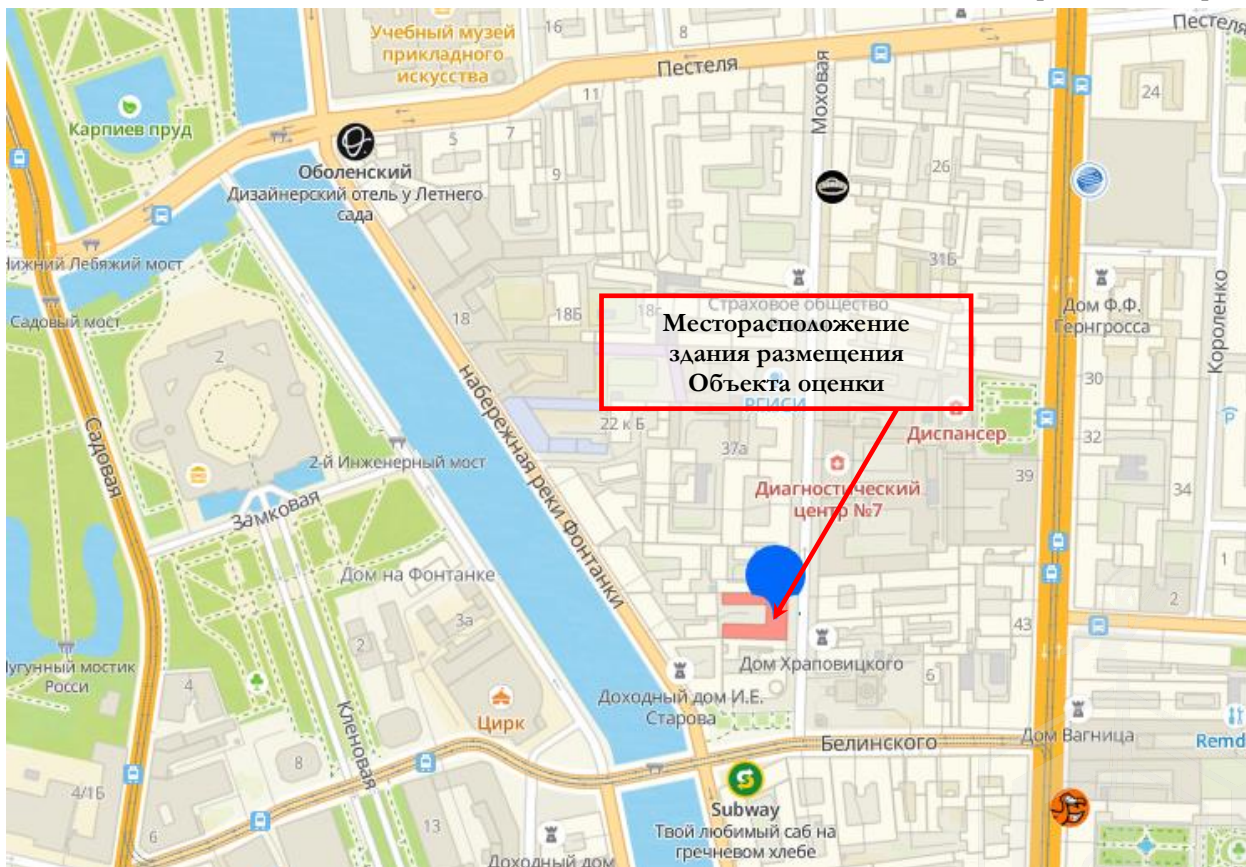 Учебный музей
прикладного
искусства
16
8
Пестеля
Пестеля
Моховая
11
24
Карпиев пруд
5
7
9
26
Оболенский
Дизайнерский отель у Летнего
сада
Нижний Лебяжий мост
31Б
Садовый мост
18
18Б
Страховое общество
Дом Ф.Ф.
Гернгросса
Короленко
Месторасположение
здания размещения
Объекта оценки
2
РГИСИ
30
набережная реки Фонтанки
22 к Б
37а
Диспансер
32
Садовая
2-й Инженерный мост
Диагностический
центр №7
39
34
Замковая
Дом на Фонтанке
1
2
3а
2
43
Чугунный мостик
Росси
4
Дом Храповицкого
6
Доходный дом И.Е.
Старова
Цирк
Кленовая
Белинского
Дом Вагница
Remd
8
4/1Б
Subway
Твой любимый саб на
гречневом хлебе
6
13
Доходный дом